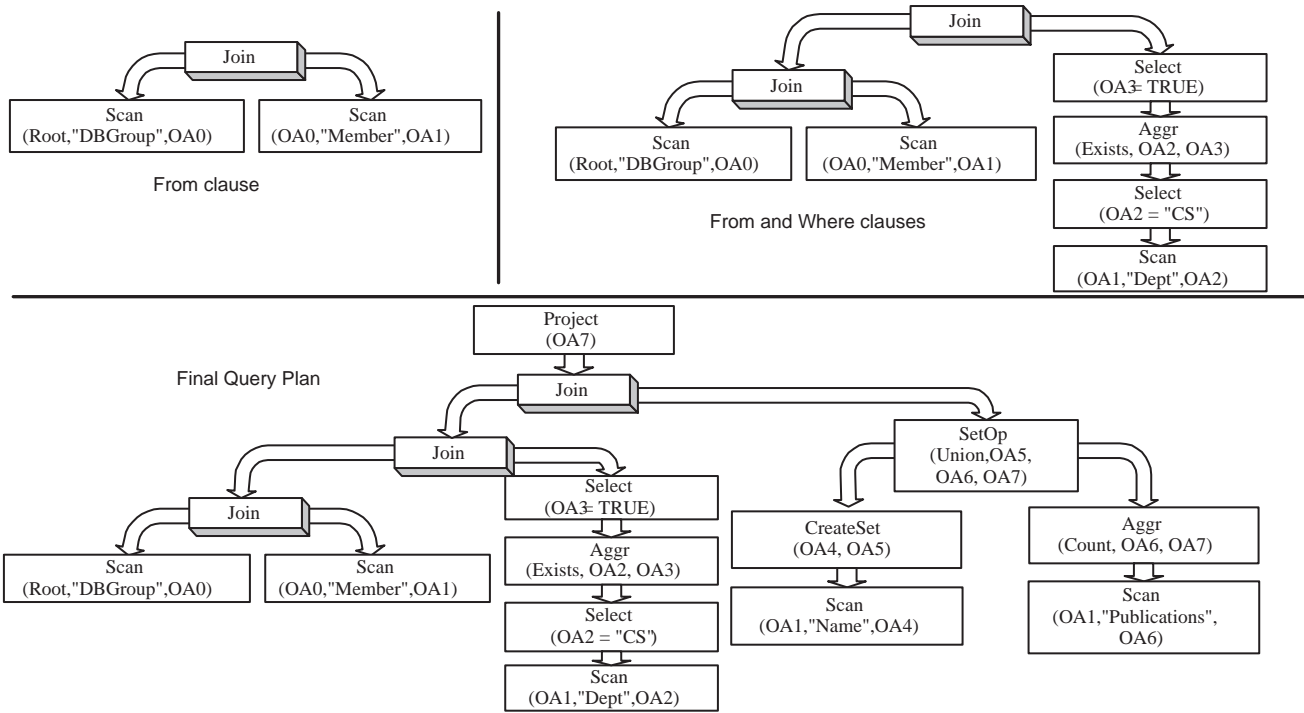 Join
Scan
(Root,"DBGroup",OA0)
Scan
(OA0,"Member",OA1)
From clause
Join
Join
Scan
(Root,"DBGroup",OA0)
Scan
(OA0,"Member",OA1)
Select
(OA3= TRUE)
Aggr
(Exists, OA2, OA3)
Select
(OA2 = "CS")
Scan
(OA1,"Dept",OA2)
From and Where clauses
Final Query Plan
Project
(OA7)
Join
Join
Join
Scan
(Root,"DBGroup",OA0)
Scan
(OA0,"Member",OA1)
Select
(OA3= TRUE)
Aggr
(Exists, OA2, OA3)
Select
(OA2 = "CS")
Scan
(OA1,"Dept",OA2)
SetOp
(Union,OA5,
OA6, OA7)
CreateSet
(OA4, OA5)
Scan
(OA1,"Name",OA4)
Aggr
(Count, OA6, OA7)
Scan
(OA1,"Publications",
OA6)